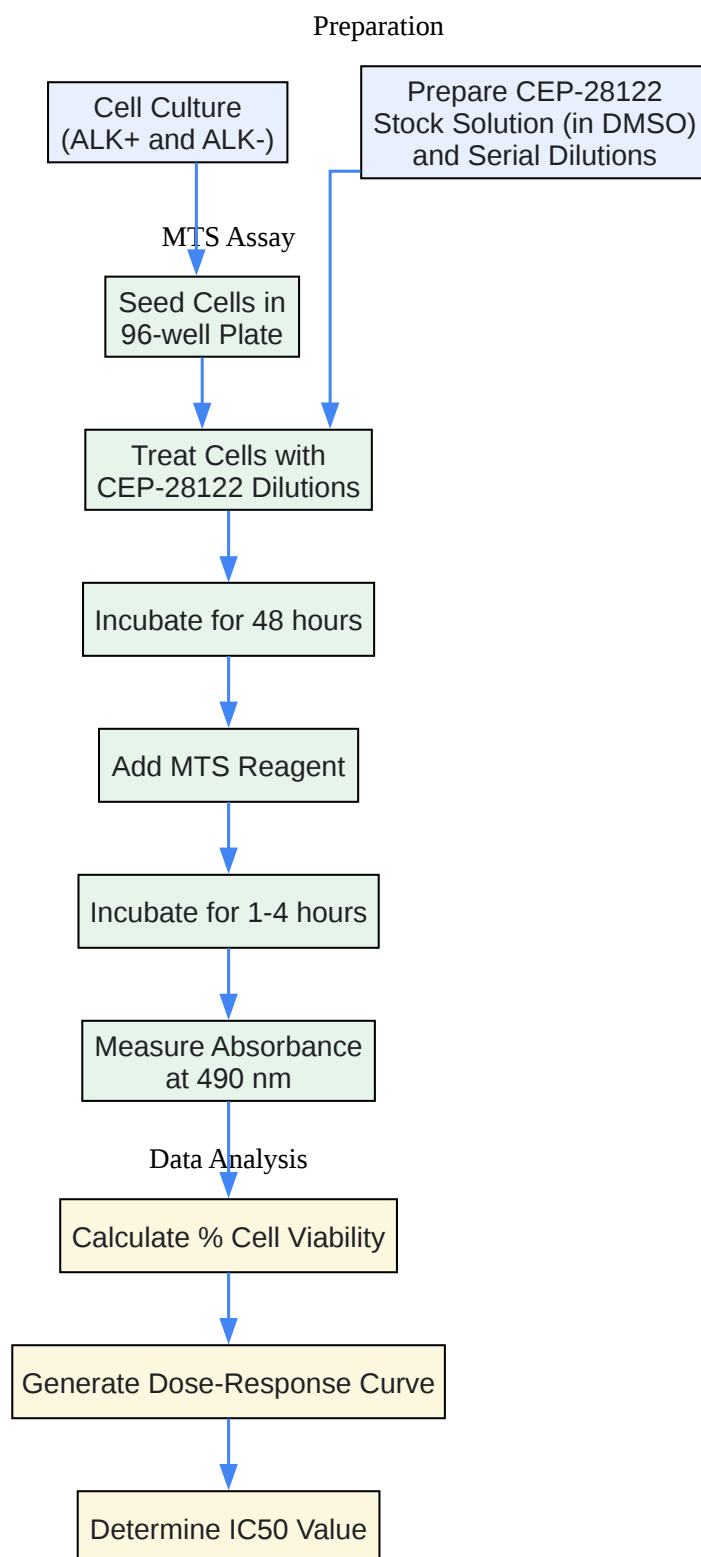 Preparation
Cell Culture
(ALK+ and ALK-)
Prepare CEP-28122
Stock Solution (in DMSO)
and Serial Dilutions
MTS Assay
Seed Cells in
96-well Plate
Treat Cells with
CEP-28122 Dilutions
Incubate for 48 hours
Add MTS Reagent
Incubate for 1-4 hours
Measure Absorbance
at 490 nm
Data Analysis
Calculate % Cell Viability
Generate Dose-Response Curve
Determine IC50 Value